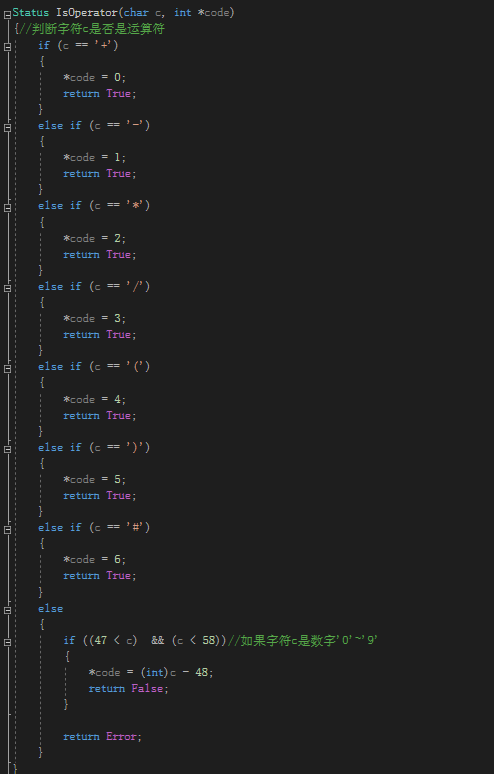 Status IsOperator(char c, int *code)
{//判断字符c是否是运算符
    if (c == '+')
    {
        *code = 0;
        return True;
    }
    else if (c == '-')
    {
        *code = 1;
        return True;
    }
    else if (c == '*')
    {
        *code = 2;
        return True;
    }
    else if (c == '/')
    {
        *code = 3;
        return True;
    }
    else if (c == '(')
    {
        *code = 4;
        return True;
    }
    else if (c == ')')
    {
        *code = 5;
        return True;
    }
    else if (c == '#')
    {
        *code = 6;
        return True;
    }
    else
    {
        if ((47 < c)  && (c < 58))//如果字符c是数字'0'~'9'
        {
            *code = (int)c - 48;
            return False;
        }

        return Error;
    }
}